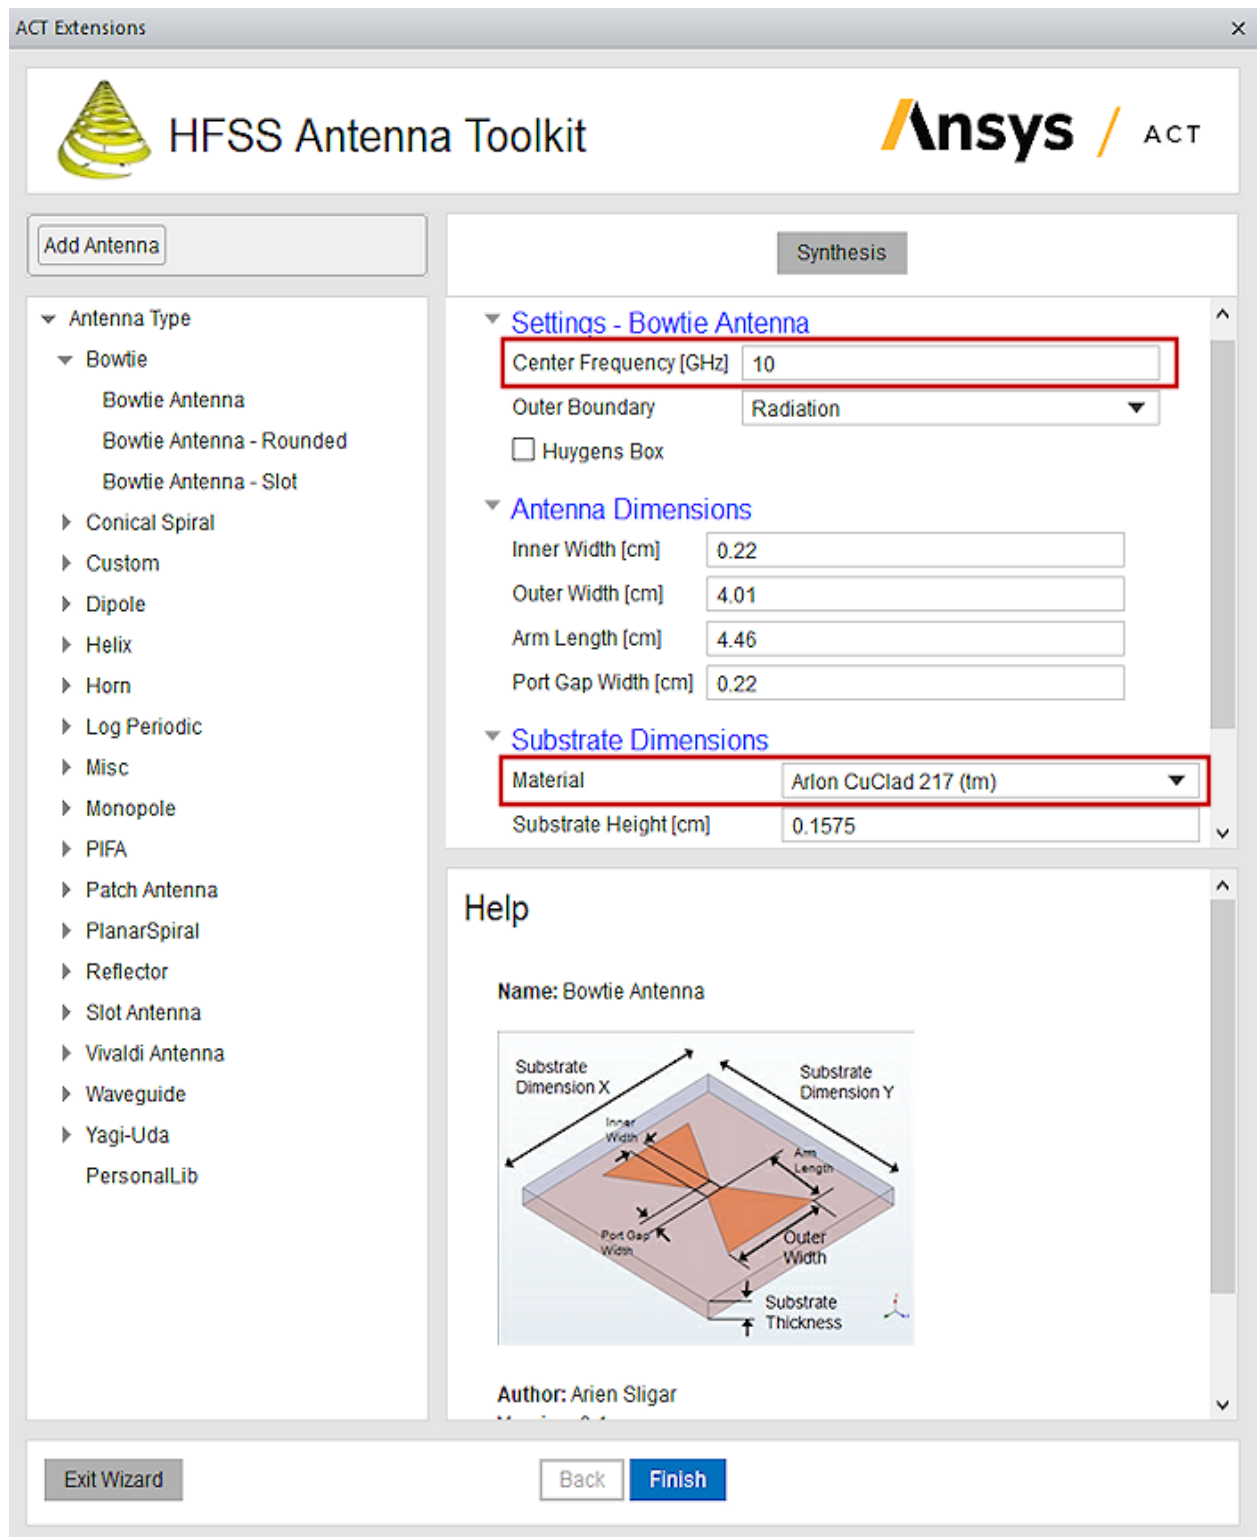 ACT Extensions
HFSS Antenna Toolkit
Ansys / ACT
Add Antenna
Synthesis
Antenna Type
Bowtie
Bowtie Antenna
Bowtie Antenna - Rounded
Bowtie Antenna - Slot
Conical Spiral
Custom
Dipole
Helix
Horn
Log Periodic
Misc
Monopole
PIFA
Patch Antenna
PlanarSpiral
Reflector
Slot Antenna
Vivaldi Antenna
Waveguide
Yagi-Uda
PersonalLib
Settings - Bowtie Antenna
Center Frequency [GHz] 10
Outer Boundary Radiation
Huygens Box
Antenna Dimensions
Inner Width [cm] 0.22
Outer Width [cm] 4.01
Arm Length [cm] 4.46
Port Gap Width [cm] 0.22
Substrate Dimensions
Material Arlon CuClad 217 (tm)
Substrate Height [cm] 0.1575
Help
Name: Bowtie Antenna
Substrate
Dimension X
Substrate
Dimension Y
Inner
Width
Arm
Length
Port Gap
Width
Outer
Width
Substrate
Thickness
Author: Arien Sligar
Exit Wizard
Back
Finish